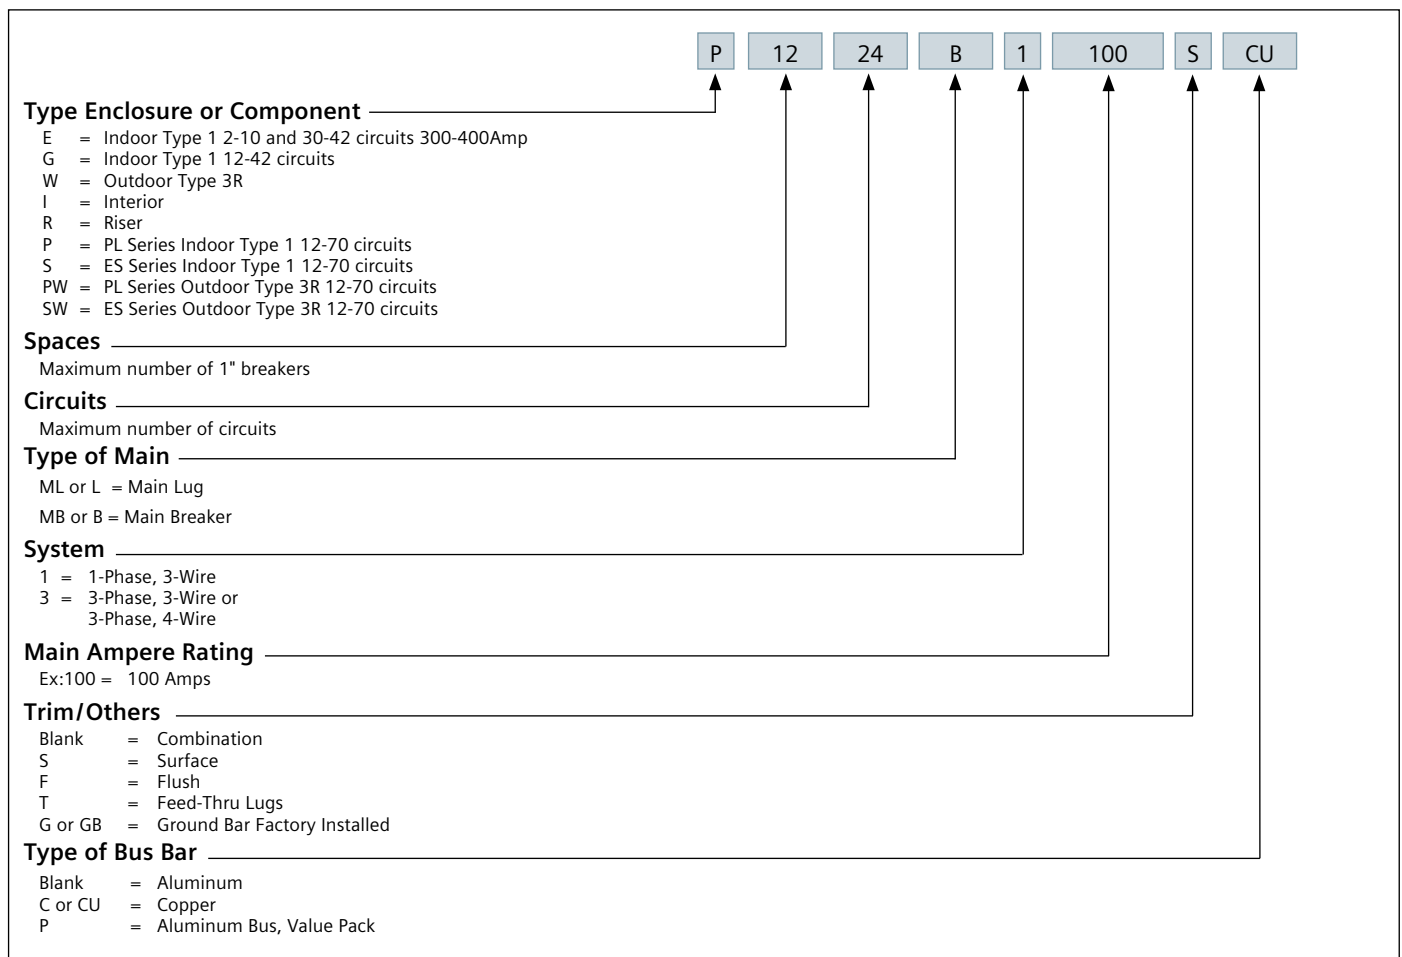 P 12 24 B 1 100 S CU
Type Enclosure or Component
E = Indoor Type 1 2-10 and 30-42 circuits 300-400Amp
G = Indoor Type 1 12-42 circuits
W = Outdoor Type 3R
I = Interior
R = Riser
P = PL Series Indoor Type 1 12-70 circuits
S = ES Series Indoor Type 1 12-70 circuits
PW = PL Series Outdoor Type 3R 12-70 circuits
SW = ES Series Outdoor Type 3R 12-70 circuits
Spaces
Maximum number of 1" breakers
Circuits
Maximum number of circuits
Type of Main
ML or L = Main Lug
MB or B = Main Breaker
System
1 = 1-Phase, 3-Wire
3 = 3-Phase, 3-Wire or
3-Phase, 4-Wire
Main Ampere Rating
Ex:100 = 100 Amps
Trim/Others
Blank = Combination
S = Surface
F = Flush
T = Feed-Thru Lugs
G or GB = Ground Bar Factory Installed
Type of Bus Bar
Blank = Aluminum
C or CU = Copper
P = Aluminum Bus, Value Pack